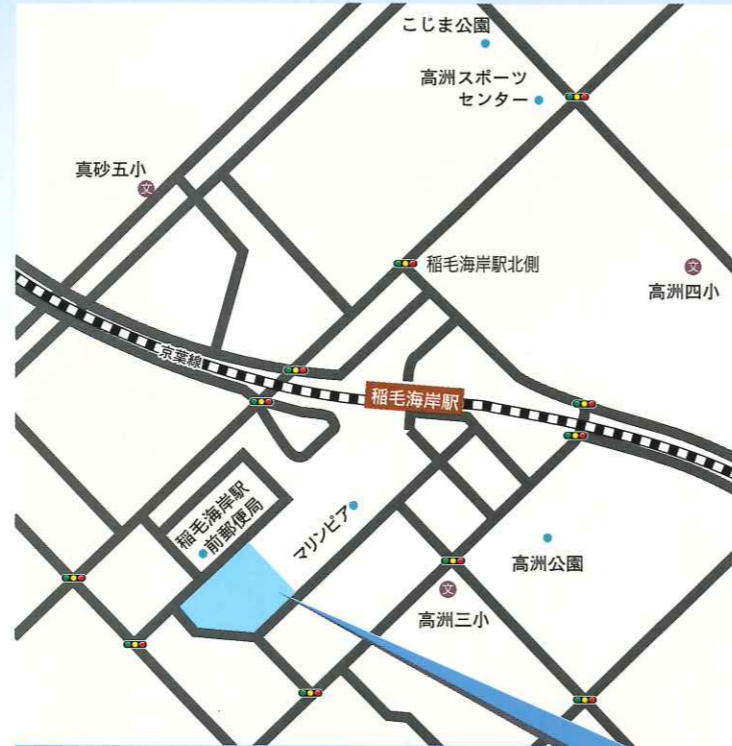 こじま公園
高洲スポーツ
センター
真砂五小
文
稲毛海岸駅北側
文
高洲四小
京葉線
稲毛海岸駅
稲毛海岸駅
前郵便局
マリンピア
高洲公園
文
高洲三小